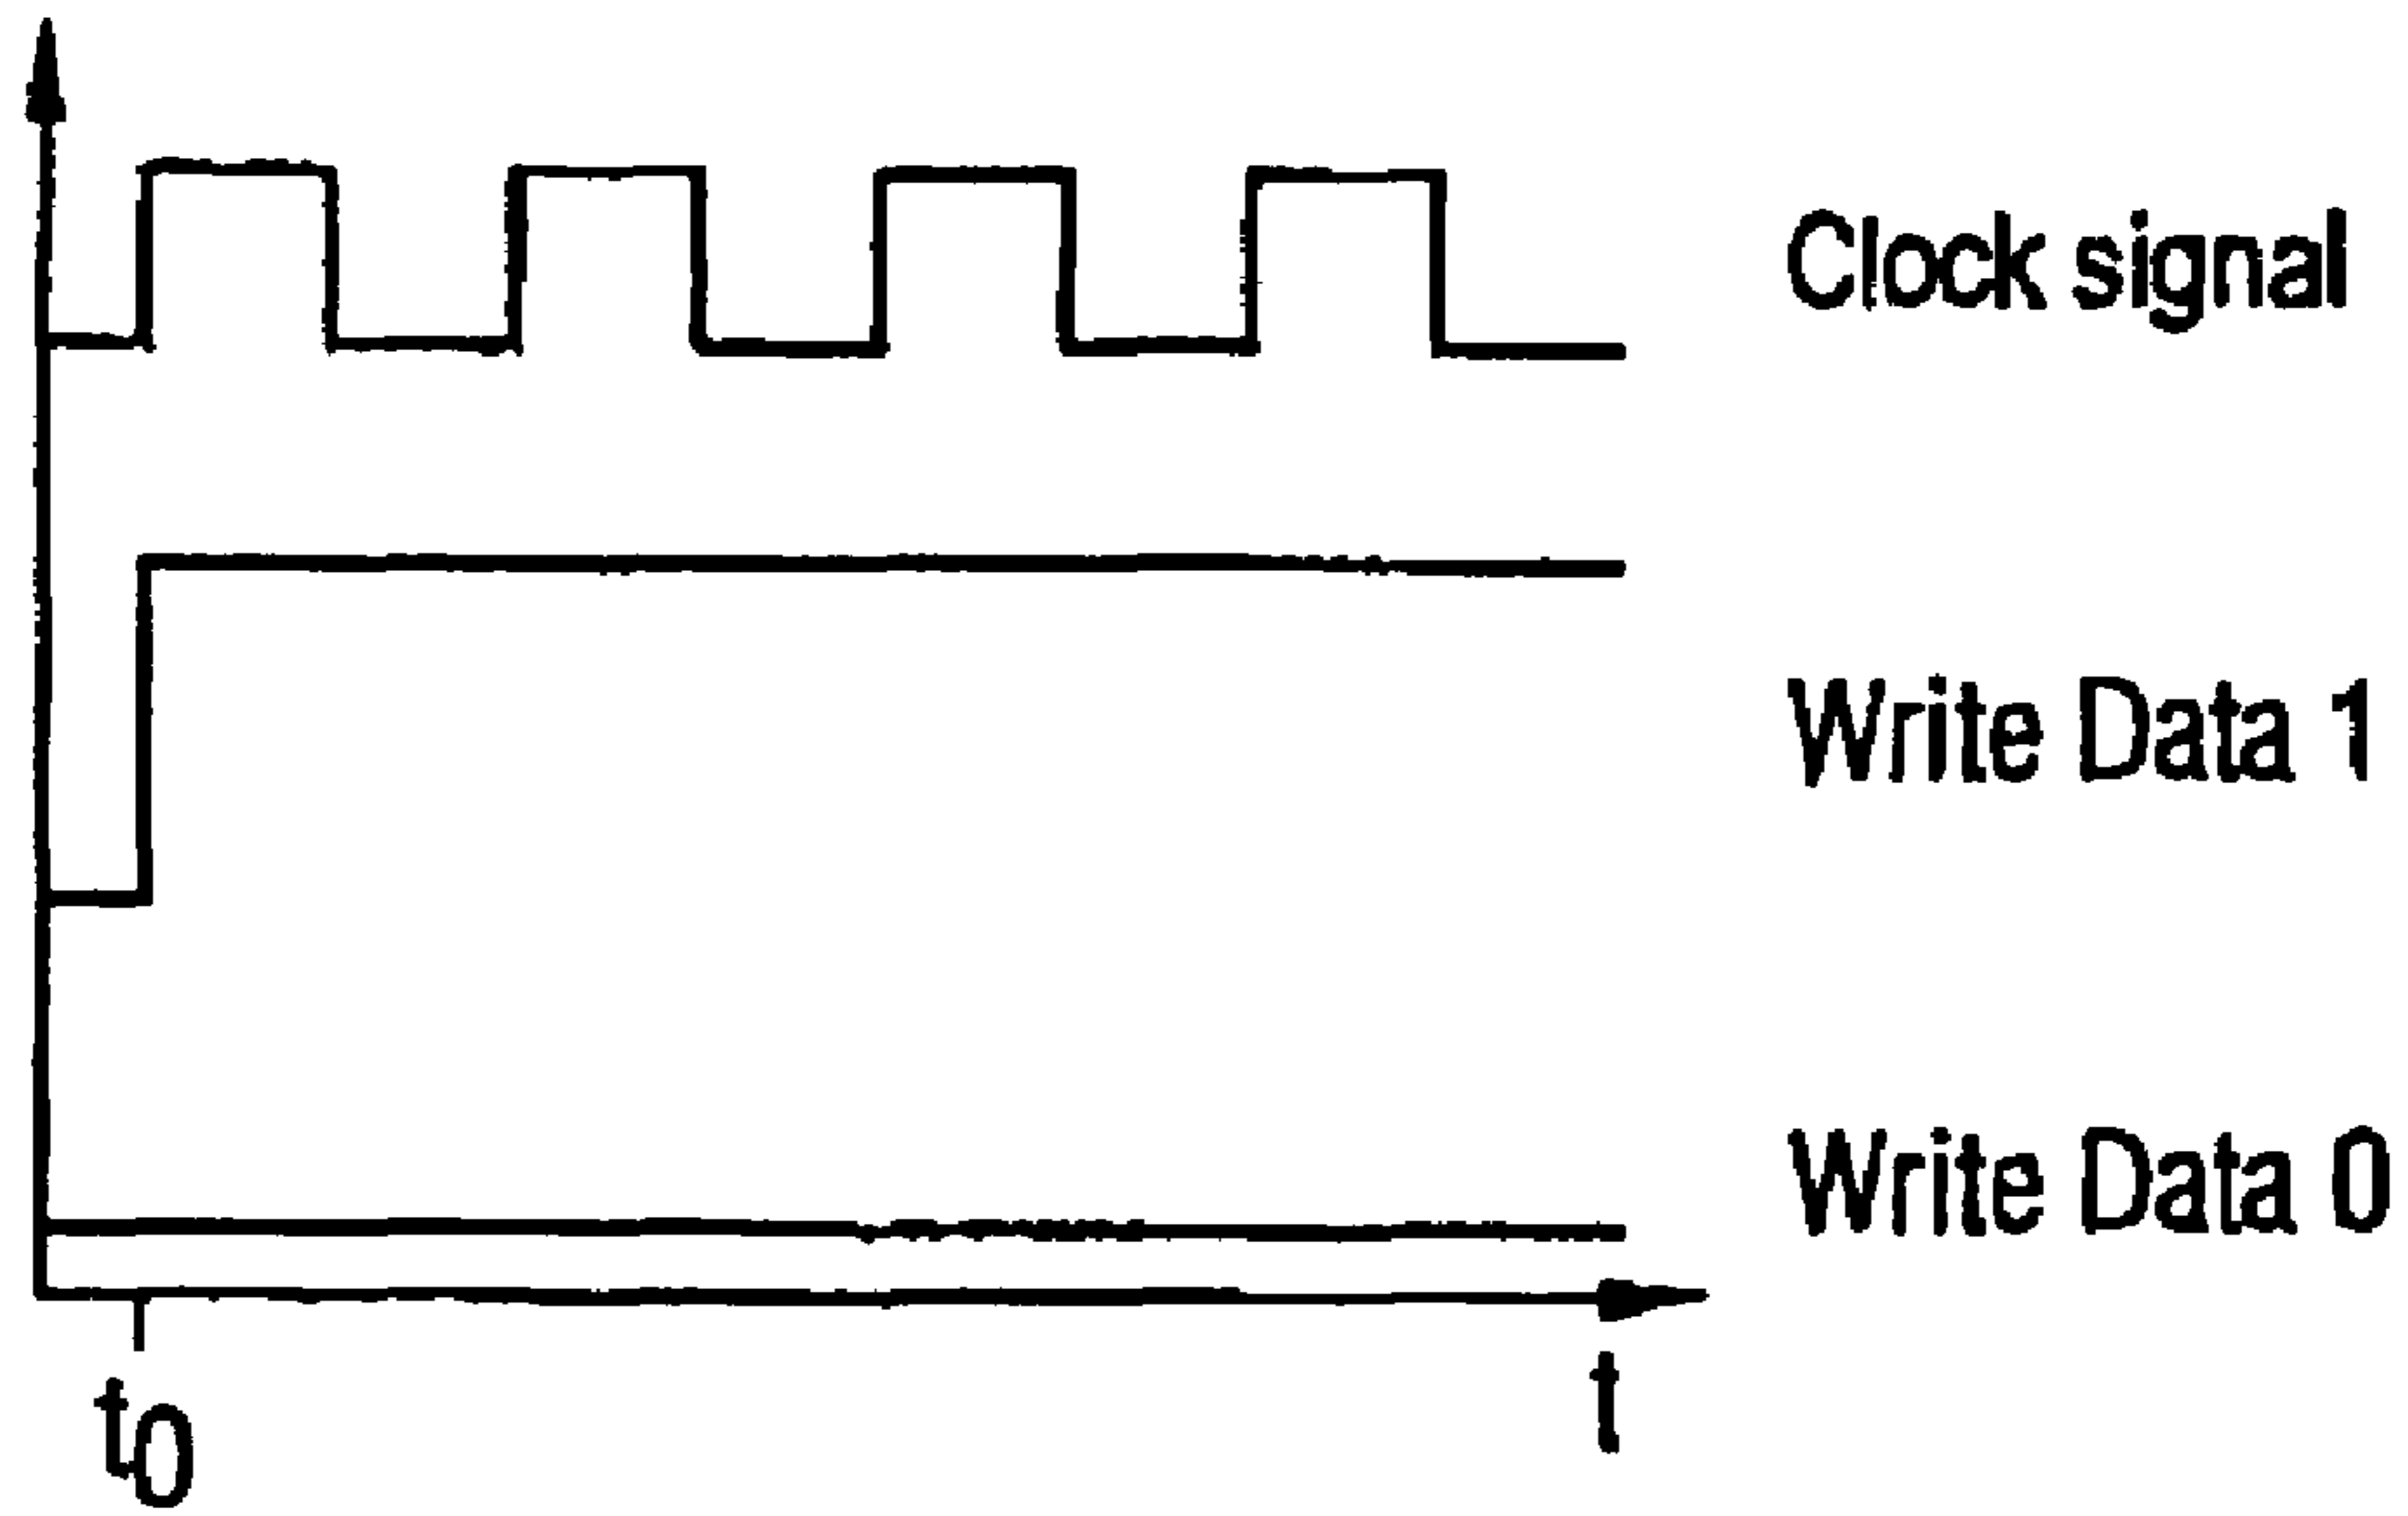 Clock signal
Write Data 1
Write Data 0
t0
t